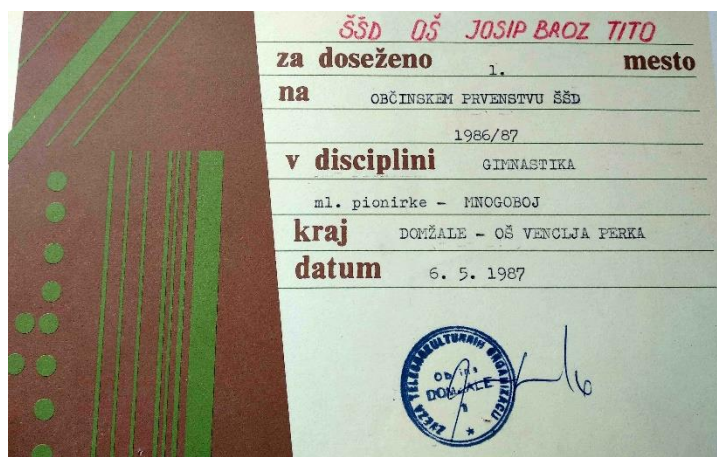 ŠŠD OŠ JOSIP BROZ TITO
za doseženo 1. mesto
na OBČINSKEM PRVENSTVU ŠŠD
1986/87
v disciplini GIMNASTIKA
ml. pionirke - MNOGOBOJ
kraj DOMŽALE - OŠ VENCLJA PERKA
datum 6. 5. 1987
ZVEZA TELESNOKULTURNIH ORGANIZACIJ
DOMŽALE